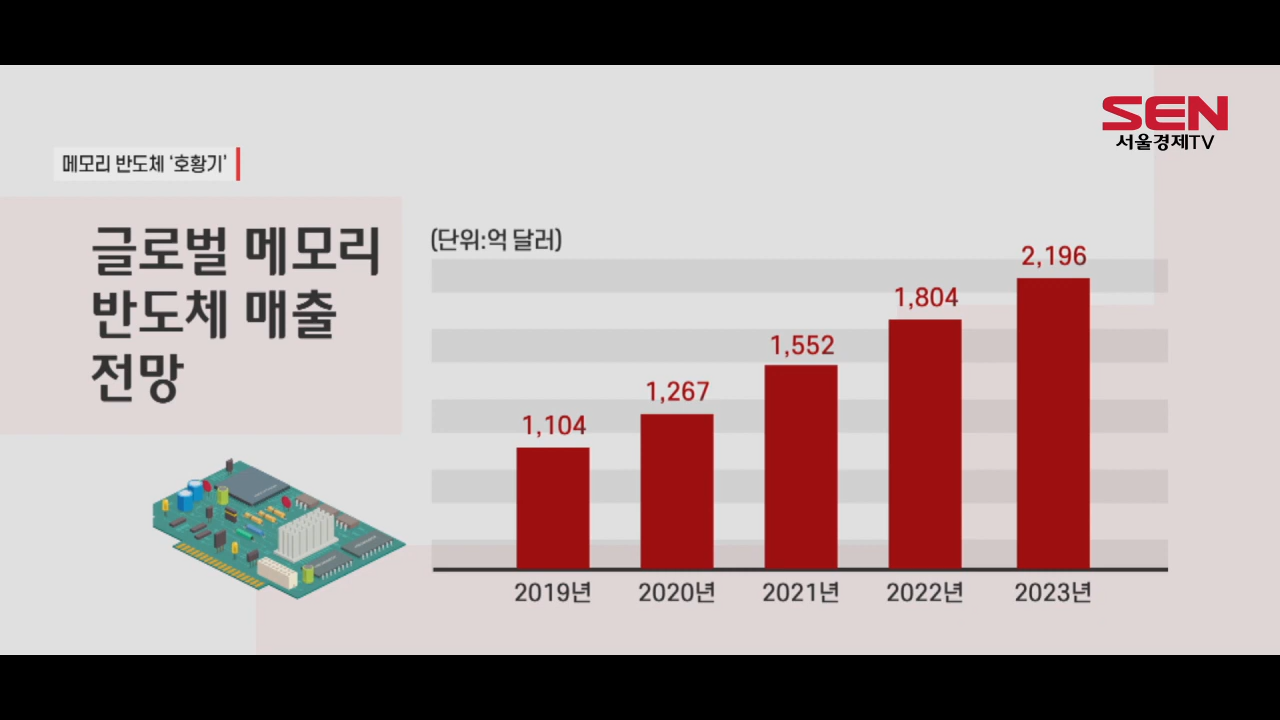 SEN
서울경제TV
메모리 반도체 ‘호황기’
글로벌 메모리
반도체 매출
전망
(단위:억 달러)
1,104
1,267
1,552
1,804
2,196
2019년
2020년
2021년
2022년
2023년